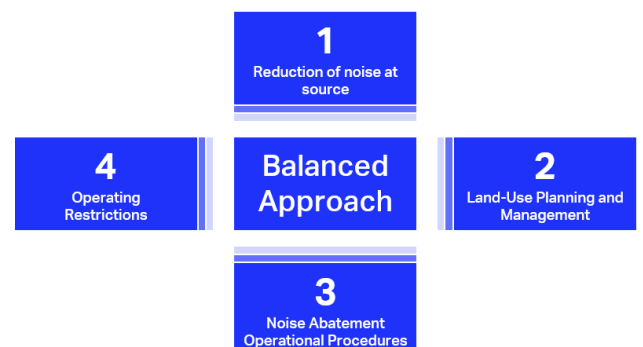 1
Reduction of noise at
source
4
Operating
Restrictions
Balanced
Approach
2
Land-Use Planning and
Management
3
Noise Abatement
Operational Procedures